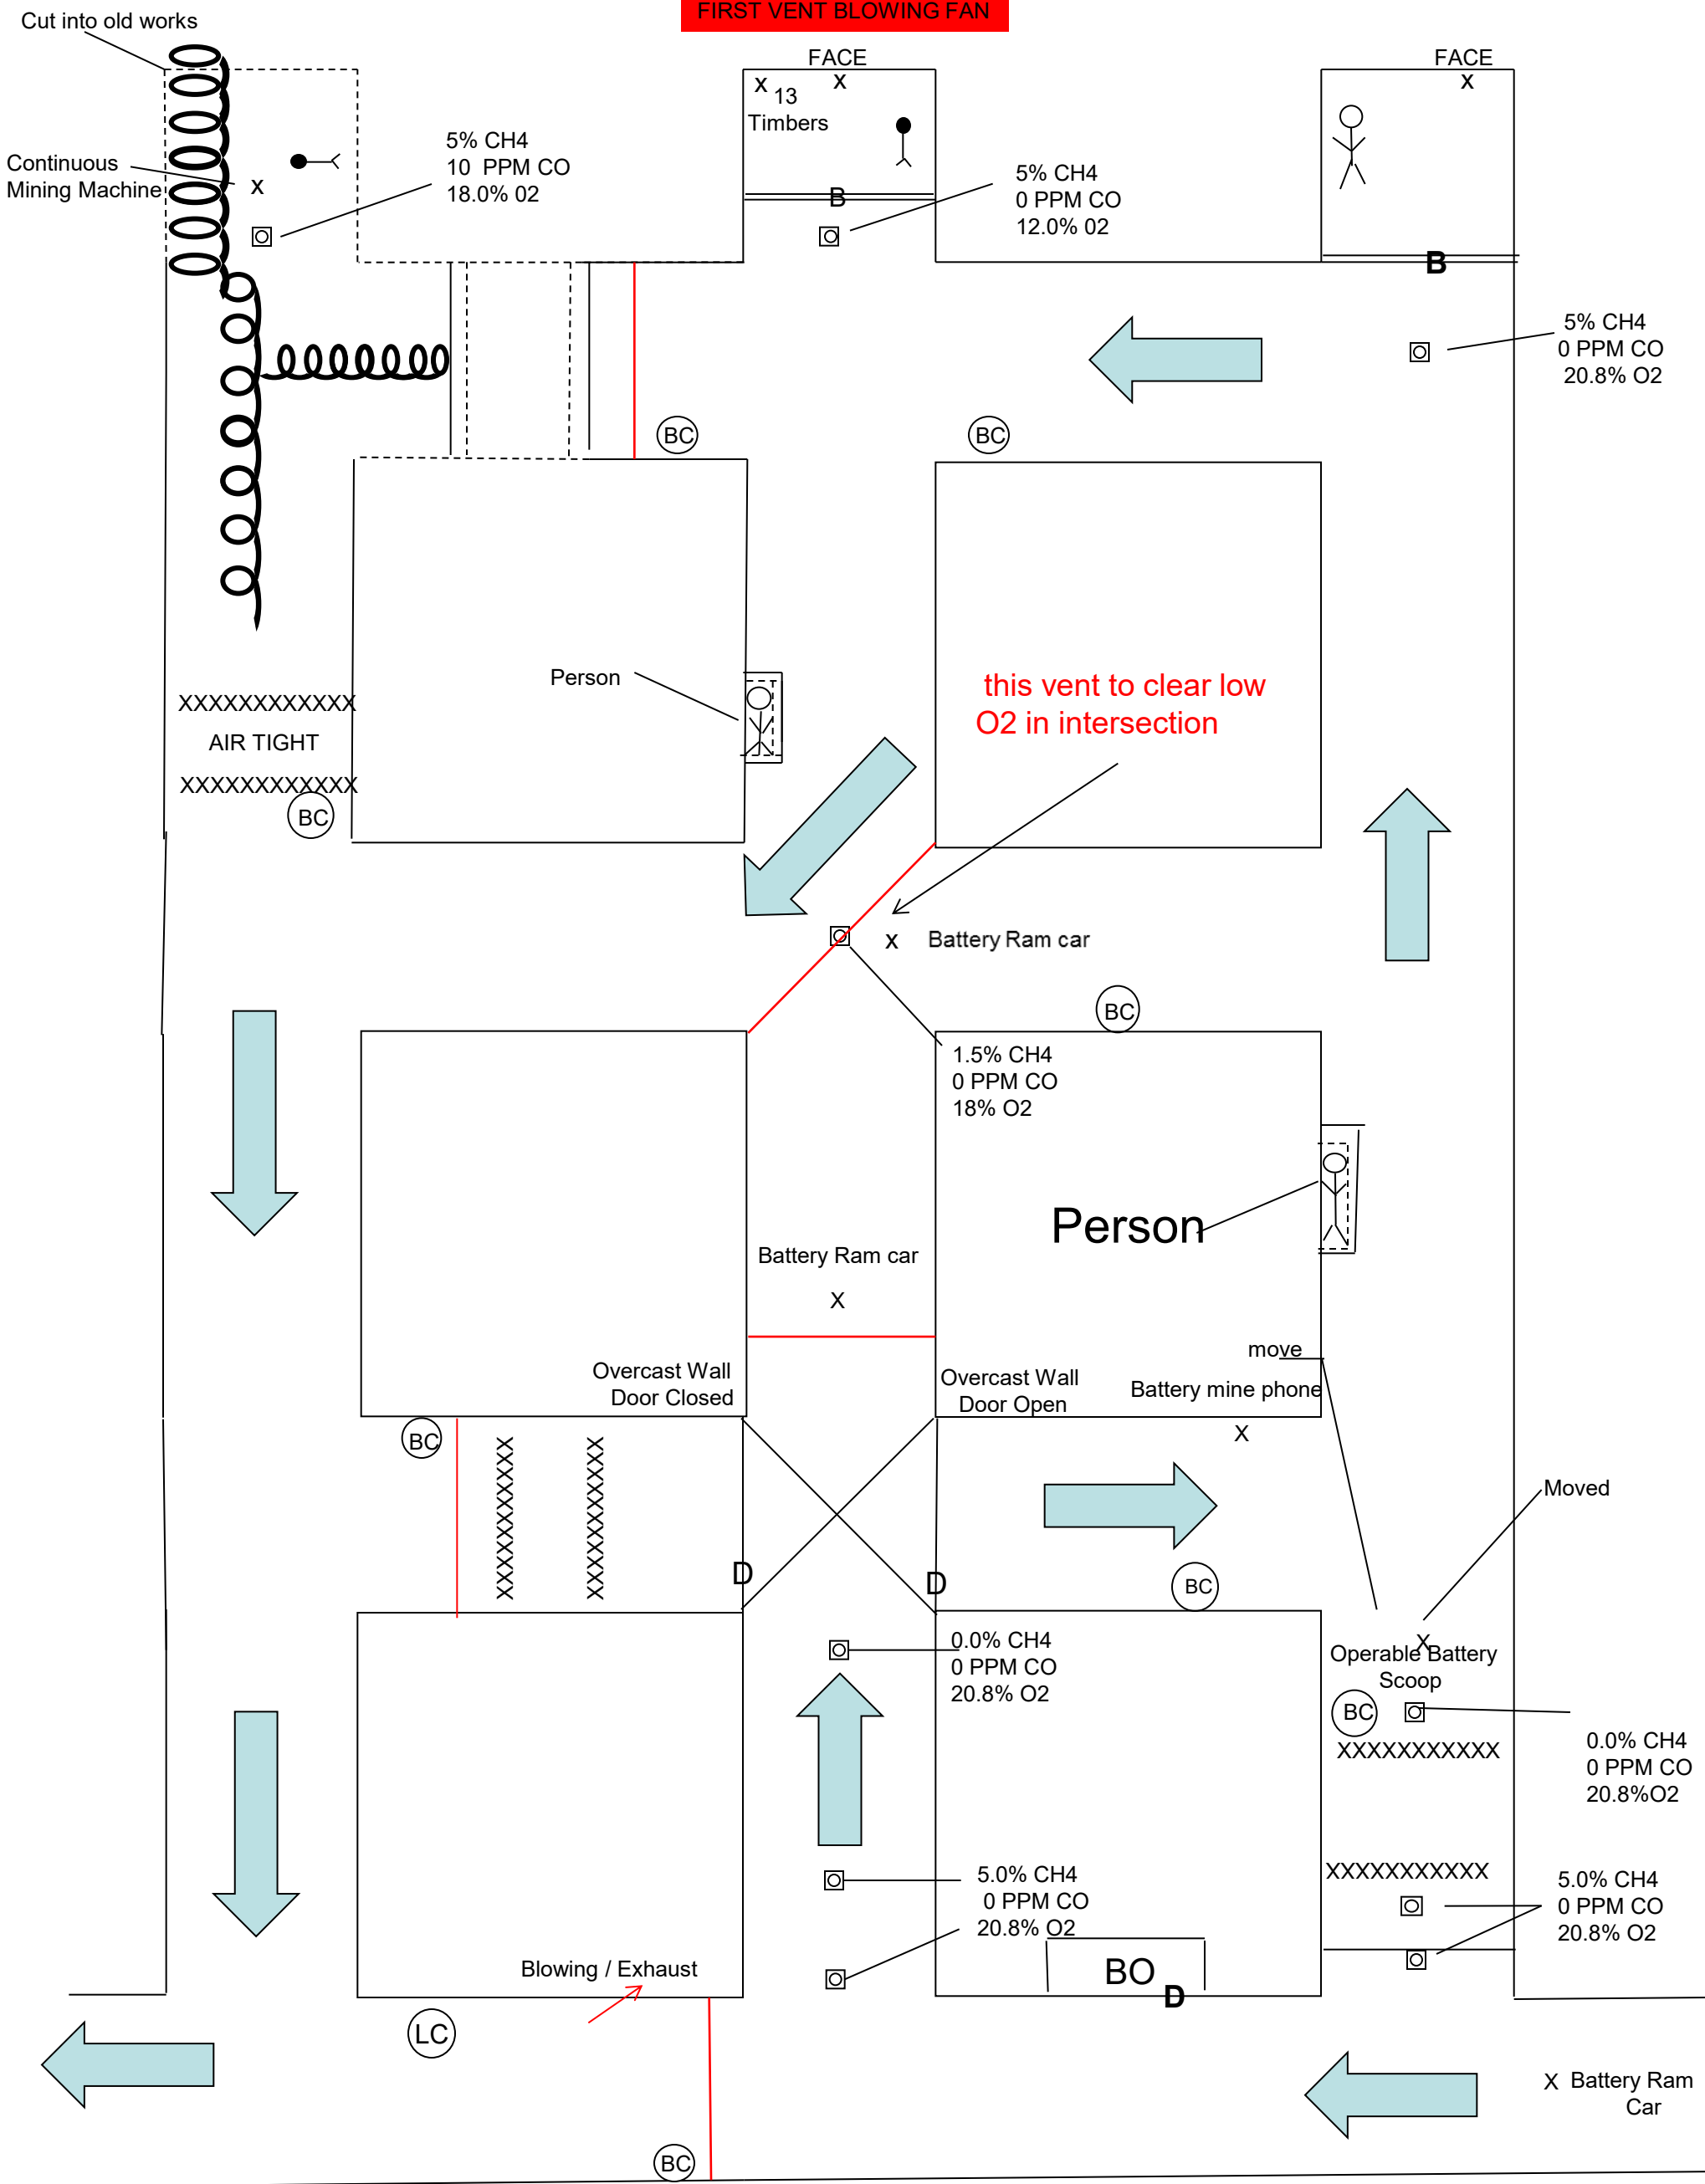 FIRST VENT BLOWING FAN
Cut into old works
FACE
FACE
x 13
x
x
Timbers
5% CH4
10 PPM CO
18.0% 02
Continuous
Mining Machine
x
5% CH4
0 PPM CO
12.0% 02
B
B
5% CH4
0 PPM CO
20.8% O2
BC
BC
Person
this vent to clear low
O2 in intersection
XXXXXXXXXXXX
AIR TIGHT
XXXXXXXXXXXX
BC
x Battery Ram car
BC
1.5% CH4
0 PPM CO
18% O2
Person
Battery Ram car
X
move
Overcast Wall
Door Closed
Overcast Wall
Door Open
Battery mine phone
X
BC
XXXXXXXXXXX
XXXXXXXXXXX
Moved
D
D
BC
0.0% CH4
0 PPM CO
20.8% O2
X
Operable Battery
Scoop
BC
XXXXXXXXXXX
0.0% CH4
0 PPM CO
20.8%O2
XXXXXXXXXXX
5.0% CH4
0 PPM CO
20.8% O2
5.0% CH4
0 PPM CO
20.8% O2
Blowing / Exhaust
BO
D
LC
X Battery Ram
Car
BC